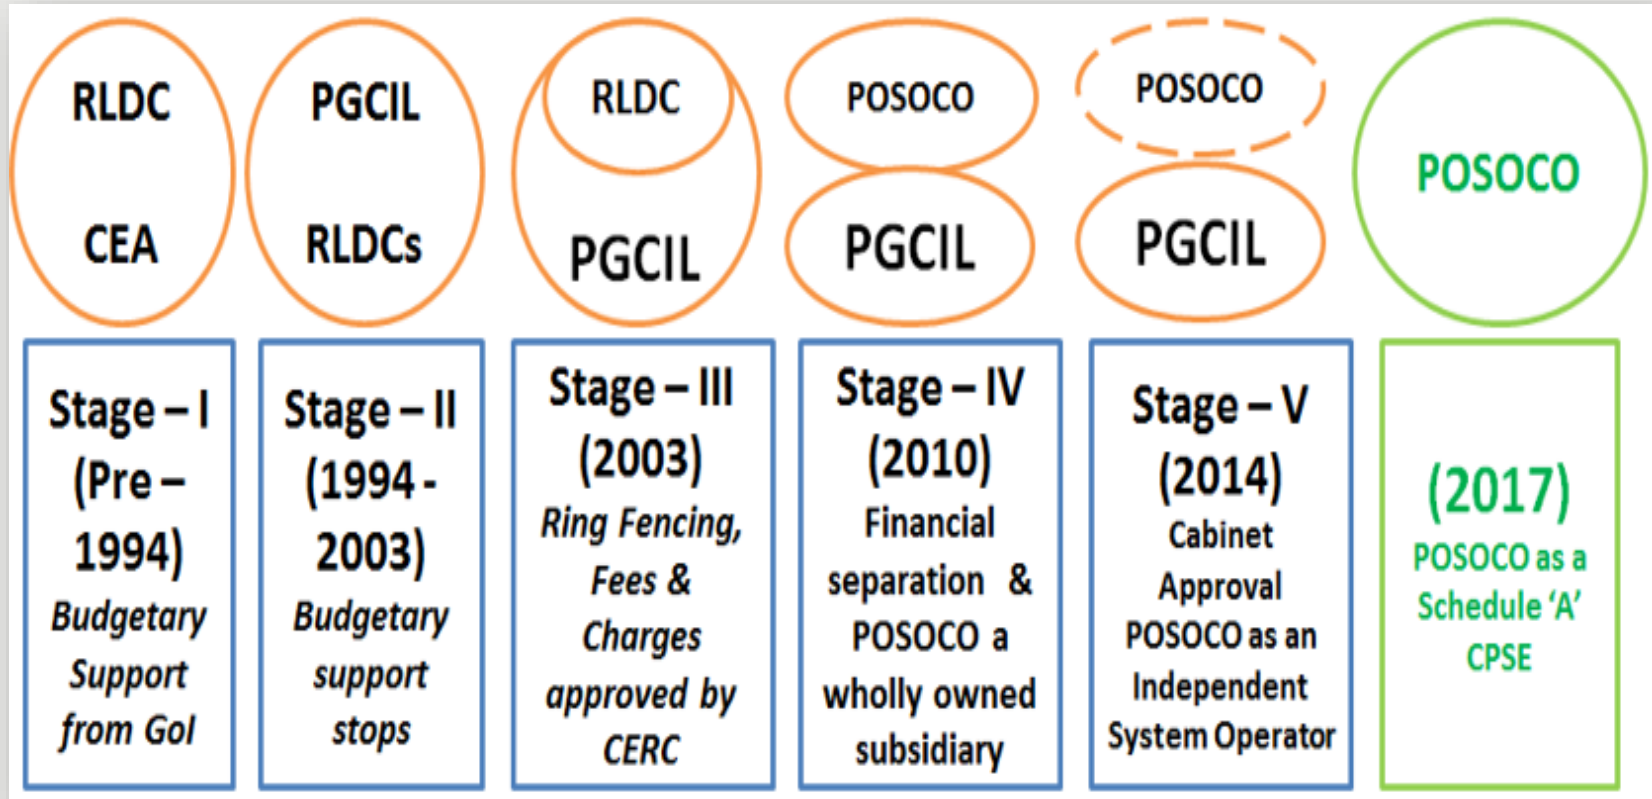 RLDC
CEA
PGCIL
RLDCs
RLDC
PGCIL
POSOCO
PGCIL
POSOCO
PGCIL
POSOCO
Stage – I
(Pre –
1994)
Budgetary
Support
from GoI
Stage – II
(1994 -
2003)
Budgetary
support
stops
Stage – III
(2003)
Ring Fencing,
Fees &
Charges
approved by
CERC
Stage – IV
(2010)
Financial
separation &
POSOCO a
wholly owned
subsidiary
Stage – V
(2014)
Cabinet
Approval
POSOCO as an
Independent
System Operator
(2017)
POSOCO as a
Schedule ‘A’
CPSE